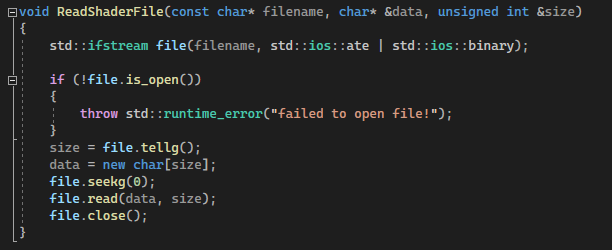 void ReadShaderFile(const char* filename, char* &data, unsigned int &size)
{
    std::ifstream file(filename, std::ios::ate | std::ios::binary);

    if (!file.is_open())
    {
        throw std::runtime_error("failed to open file!");
    }
    size = file.tellg();
    data = new char[size];
    file.seekg(0);
    file.read(data, size);
    file.close();
}